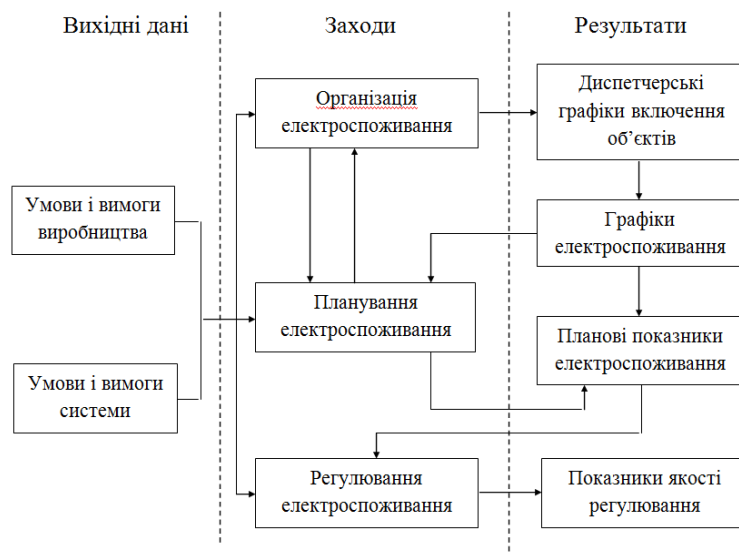 Вихідні дані
Заходи
Результати
Організація
електроспоживання
Диспетчерські
графіки включення
об’єктів
Умови і вимоги
виробництва
Графіки
електроспоживання
Планування
електроспоживання
Планові показники
електроспоживання
Умови і вимоги
системи
Регулювання
електроспоживання
Показники якості
регулювання